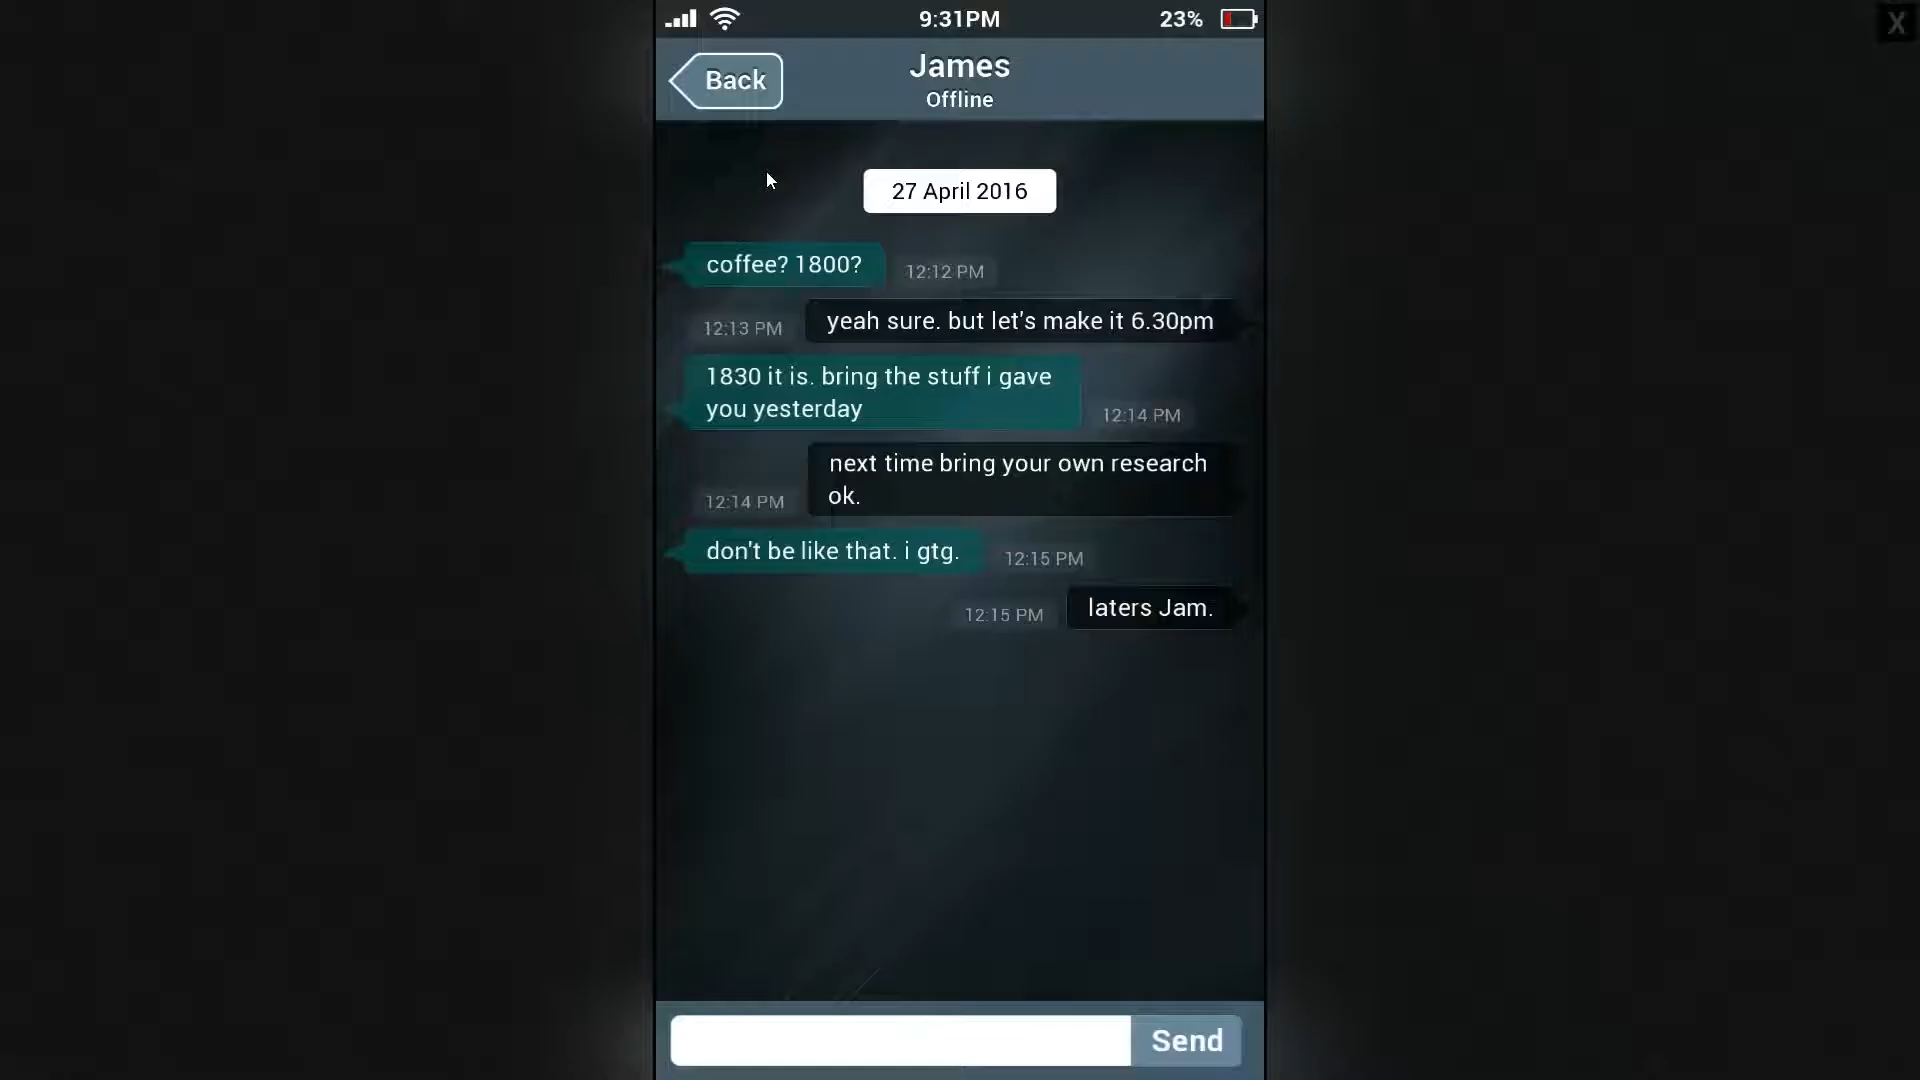 9:31PM
23%
X
Back
James
Offline
27 April 2016
coffee? 1800?
12:12 PM
12:13 PM
yeah sure. but let's make it 6.30pm
1830 it is. bring the stuff i gave
you yesterday
12:14 PM
next time bring your own research
ok.
12:14 PM
don't be like that. i gtg.
12:15 PM
12:15 PM
laters Jam.
Send